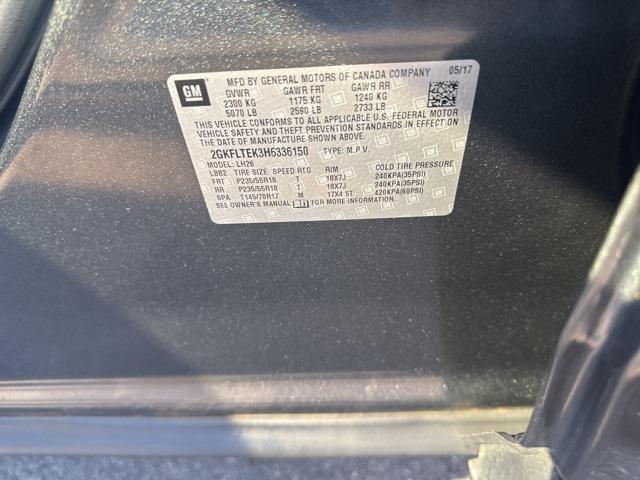 GM
MFD BY GENERAL MOTORS OF CANADA COMPANY 05/17
GVWR GAWR FRT GAWR RR
2300 KG 1175 KG 1240 KG
5070 LB 2590 LB 2733 LB
THIS VEHICLE CONFORMS TO ALL APPLICABLE U.S. FEDERAL MOTOR
VEHICLE SAFETY AND THEFT PREVENTION STANDARDS IN EFFECT ON
THE DATE OF MANUFACTURE SHOWN ABOVE.
2GKFLTEK3H6336150 TYPE: M.P.V.
MODEL: LH26
LBB2 TIRE SIZE SPEED RTG RIM COLD TIRE PRESSURE
FRT P235/55R18 T 18X7J 240KPA(35PSI)
RR P235/55R18 T 18X7J 240KPA(35PSI)
SPA T145/70R17 M 17X4.5T 420KPA(60PSI)
SEE OWNER'S MANUAL FOR MORE INFORMATION.